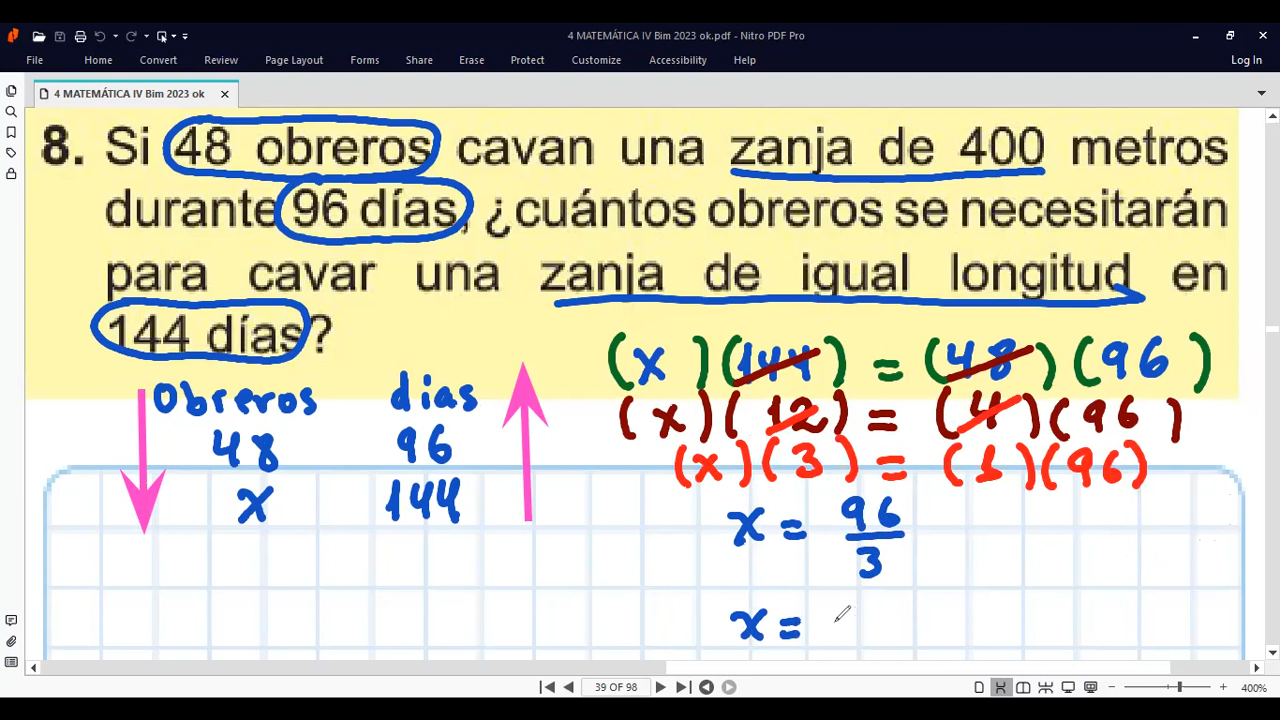 4 MATEMÁTICA IV Bim 2023 ok.pdf - Nitro PDF Pro
File Home Convert Review Page Layout Forms Share Erase Protect Customize Accessibility Help Log In
4 MATEMÁTICA IV Bim 2023 ok
8. Si 48 obreros cavan una zanja de 400 metros
durante 96 días, ¿cuántos obreros se necesitarán
para cavar una zanja de igual longitud en
144 días?
(x)(144) = (48)(96)
Obreros dias
(x)(12) = (4)(96)
48 96
(x)(3) = (1)(96)
x 144
x = 96/3
x =
39 OF 98
400%